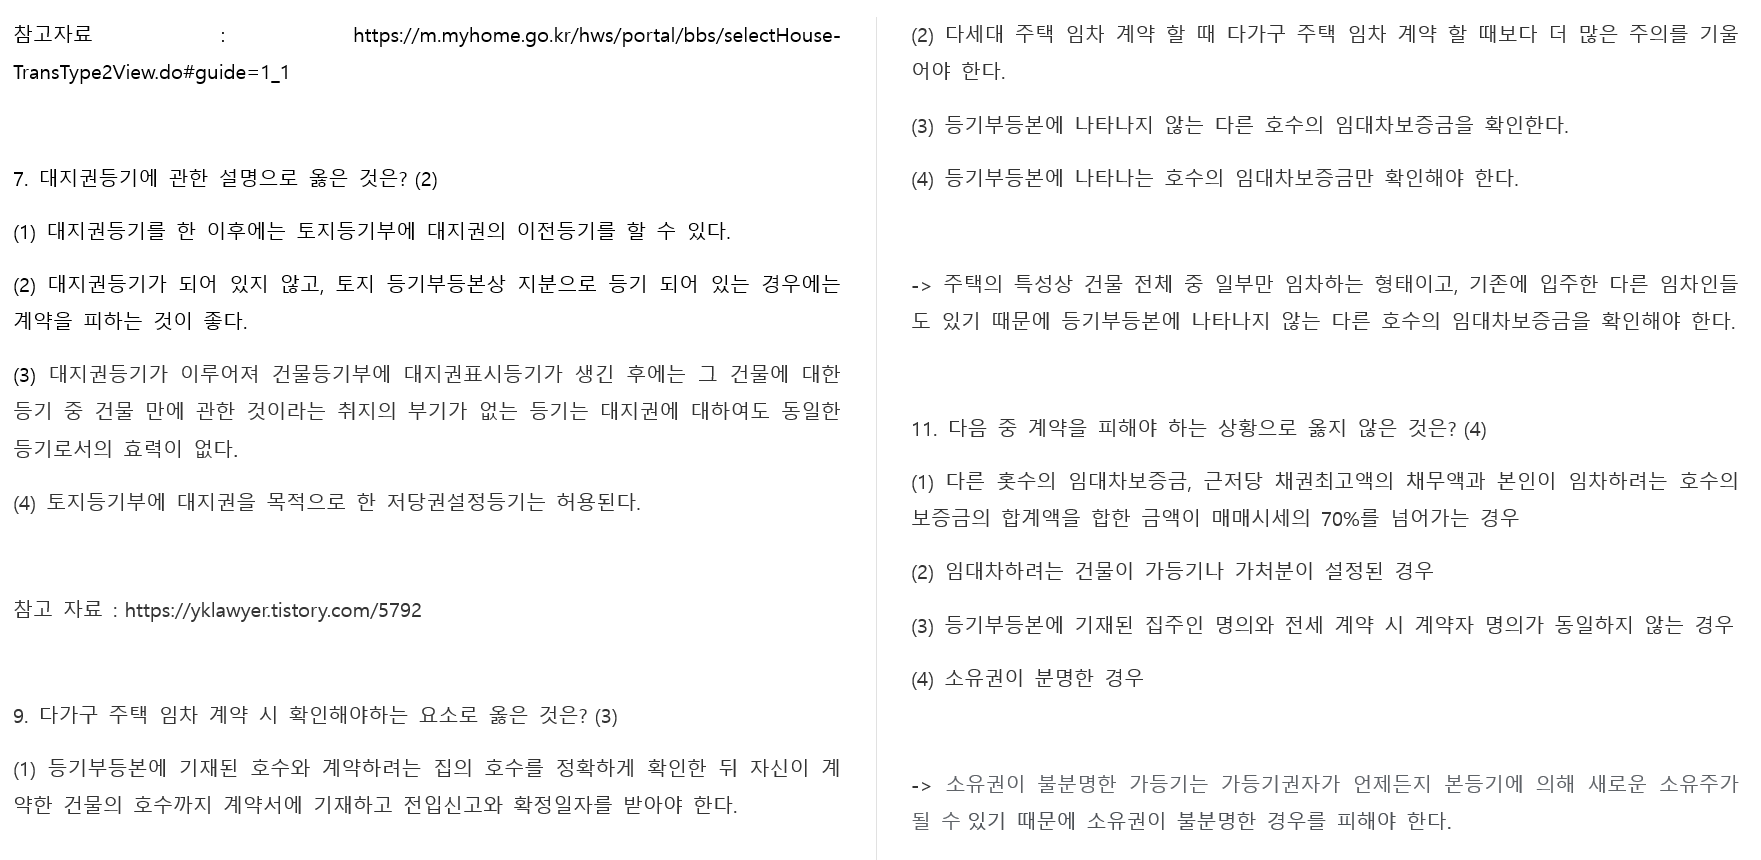 참고자료 : https://m.myhome.go.kr/hws/portal/bbs/selectHouse-
TransType2View.do#guide=1_1
7. 대지권등기에 관한 설명으로 옳은 것은? (2)
(1) 대지권등기를 한 이후에는 토지등기부에 대지권의 이전등기를 할 수 있다.
(2) 대지권등기가 되어 있지 않고, 토지 등기부등본상 지분으로 등기 되어 있는 경우에는
계약을 피하는 것이 좋다.
(3) 대지권등기가 이루어져 건물등기부에 대지권표시등기가 생긴 후에는 그 건물에 대한
등기 중 건물 만에 관한 것이라는 취지의 부기가 없는 등기는 대지권에 대하여도 동일한
등기로서의 효력이 없다.
(4) 토지등기부에 대지권을 목적으로 한 저당권설정등기는 허용된다.
참고 자료 : https://yklawyer.tistory.com/5792
9. 다가구 주택 임차 계약 시 확인해야하는 요소로 옳은 것은? (3)
(1) 등기부등본에 기재된 호수와 계약하려는 집의 호수를 정확하게 확인한 뒤 자신이 계
약한 건물의 호수까지 계약서에 기재하고 전입신고와 확정일자를 받아야 한다.
(2) 다세대 주택 임차 계약 할 때 다가구 주택 임차 계약 할 때보다 더 많은 주의를 기울
어야 한다.
(3) 등기부등본에 나타나지 않는 다른 호수의 임대차보증금을 확인한다.
(4) 등기부등본에 나타나는 호수의 임대차보증금만 확인해야 한다.
-> 주택의 특성상 건물 전체 중 일부만 임차하는 형태이고, 기존에 입주한 다른 임차인들
도 있기 때문에 등기부등본에 나타나지 않는 다른 호수의 임대차보증금을 확인해야 한다.
11. 다음 중 계약을 피해야 하는 상황으로 옳지 않은 것은? (4)
(1) 다른 홋수의 임대차보증금, 근저당 채권최고액의 채무액과 본인이 임차하려는 호수의
보증금의 합계액을 합한 금액이 매매시세의 70%를 넘어가는 경우
(2) 임대차하려는 건물이 가등기나 가처분이 설정된 경우
(3) 등기부등본에 기재된 집주인 명의와 전세 계약 시 계약자 명의가 동일하지 않는 경우
(4) 소유권이 분명한 경우
-> 소유권이 불분명한 가등기는 가등기권자가 언제든지 본등기에 의해 새로운 소유주가
될 수 있기 때문에 소유권이 불분명한 경우를 피해야 한다.